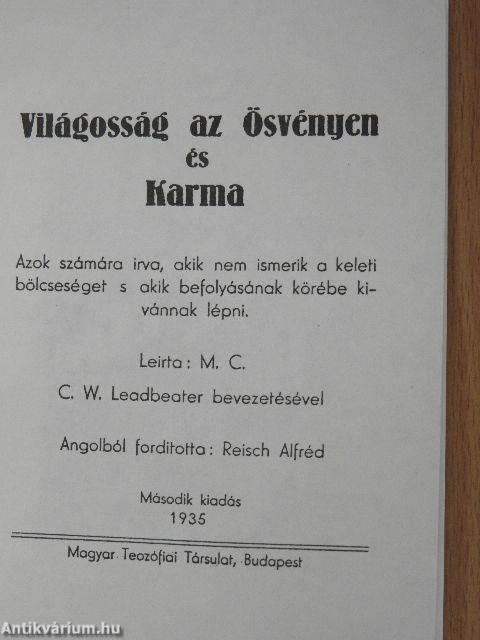 Világosság az Ösvényen
és
Karma
Azok számára irva, akik nem ismerik a keleti
bölcseséget s akik befolyásának körébe ki-
vánnak lépni.
Leirta: M. C.
C. W. Leadbeater bevezetésével
Angolból forditotta: Reisch Alfréd
Második kiadás
1935
Magyar Teozófiai Társulat, Budapest
Antikvárium.hu